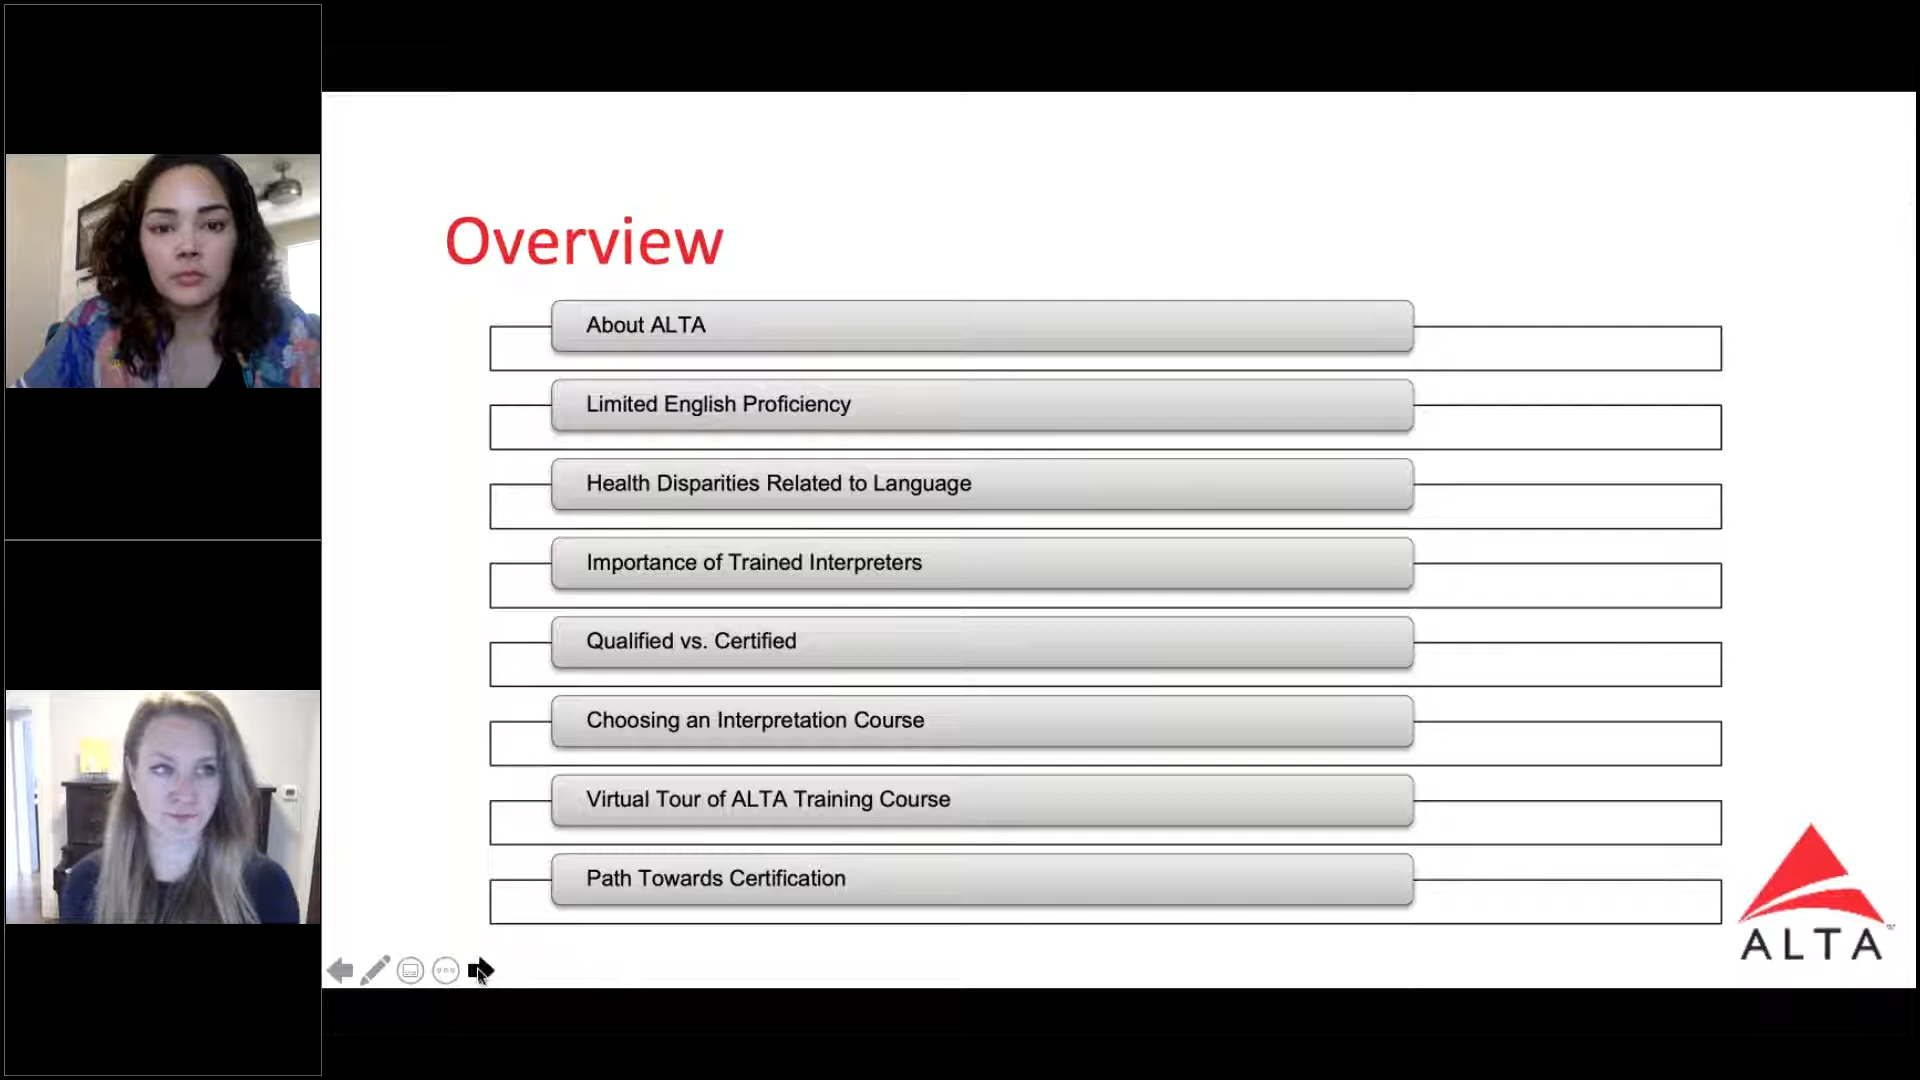 Overview
About ALTA
Limited English Proficiency
Health Disparities Related to Language
Importance of Trained Interpreters
Qualified vs. Certified
Choosing an Interpretation Course
Virtual Tour of ALTA Training Course
Path Towards Certification
ALTA